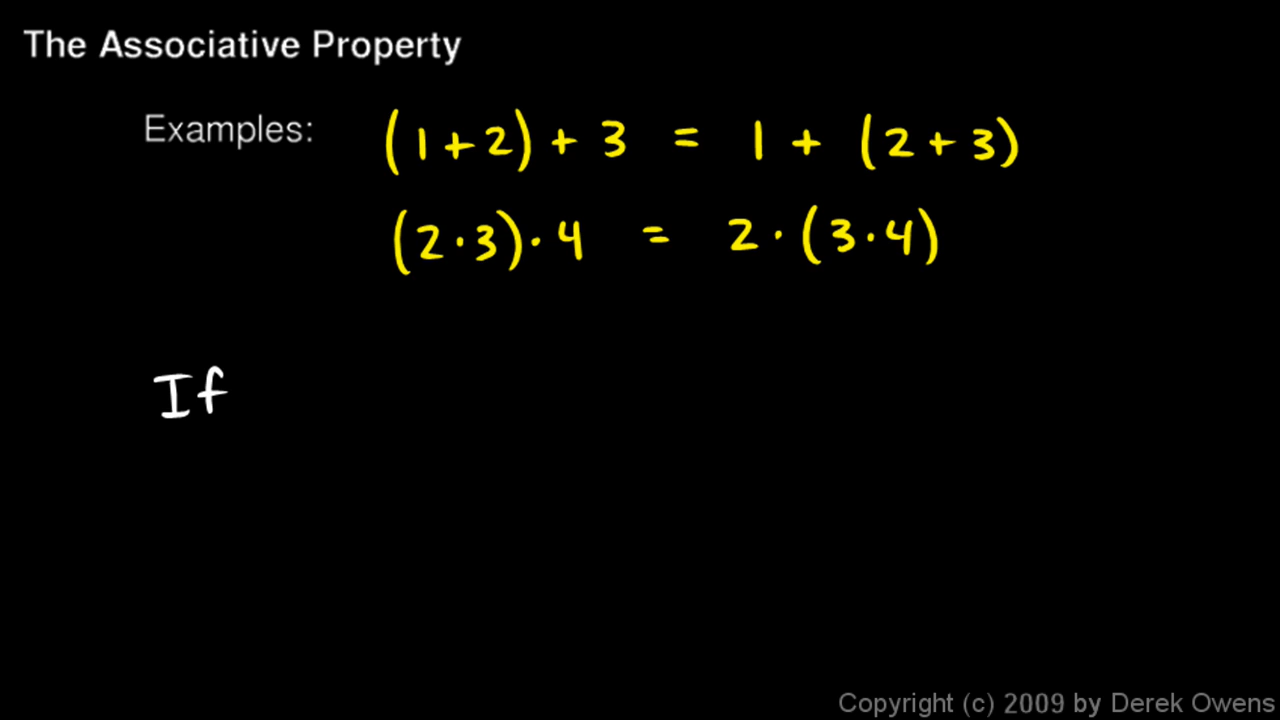 The Associative Property
Examples: (1+2) + 3 = 1 + (2+3)
(2·3)·4 = 2·(3·4)
If
Copyright (c) 2009 by Derek Owens